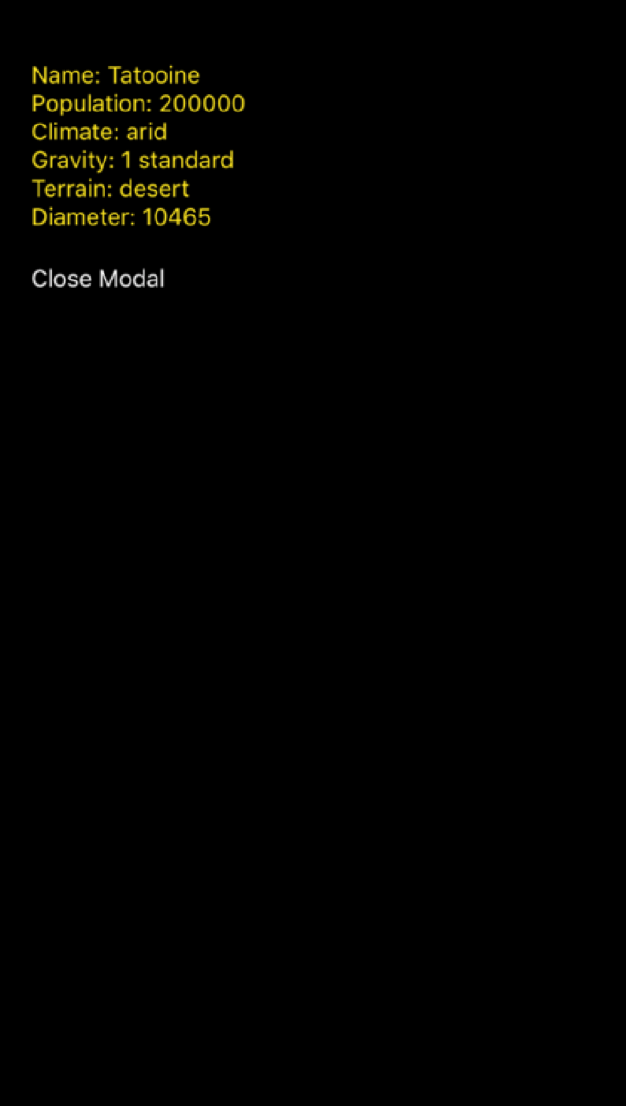 Name: Tatooine
Population: 200000
Climate: arid
Gravity: 1 standard
Terrain: desert
Diameter: 10465
Close Modal